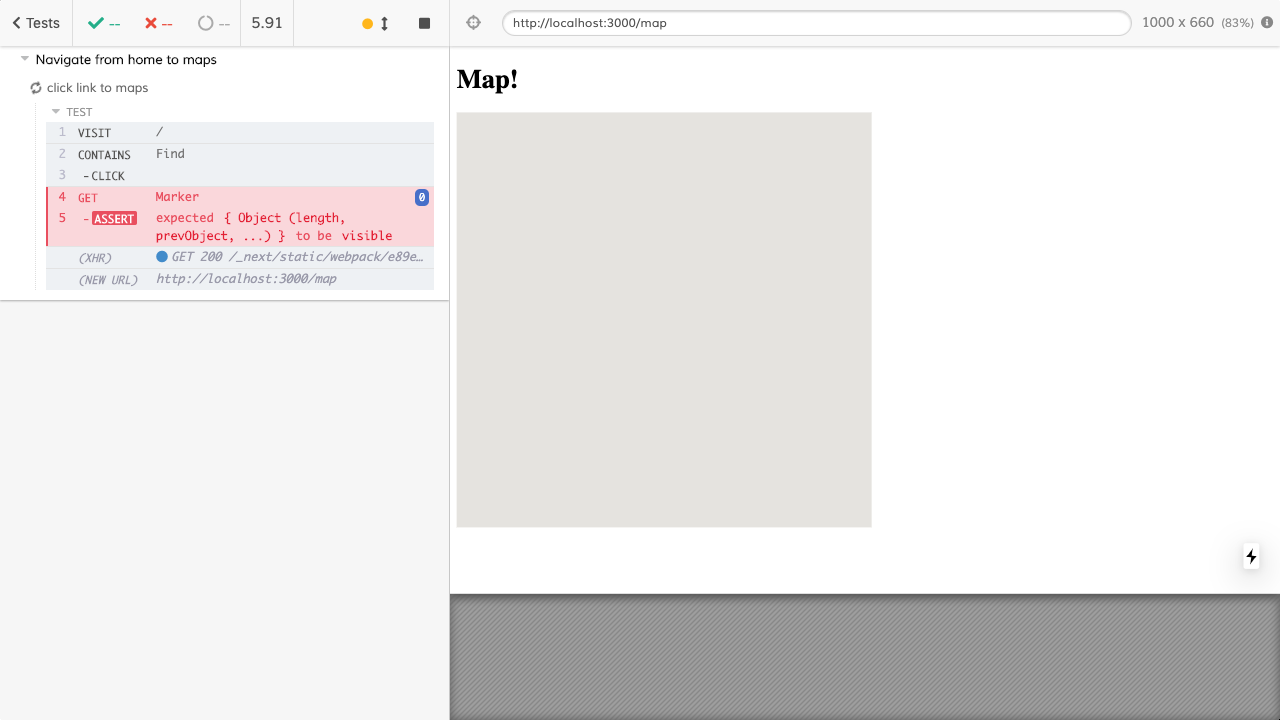 Tests -- -- -- 5.91
http://localhost:3000/map 1000 x 660 (83%)
Navigate from home to maps
click link to maps
TEST
1 VISIT /
2 CONTAINS Find
3 -CLICK
4 GET Marker 0
5 -ASSERT expected { Object (length,
prevObject, ...) } to be visible
(XHR) GET 200 /_next/static/webpack/e89e…
(NEW URL) http://localhost:3000/map
Map!